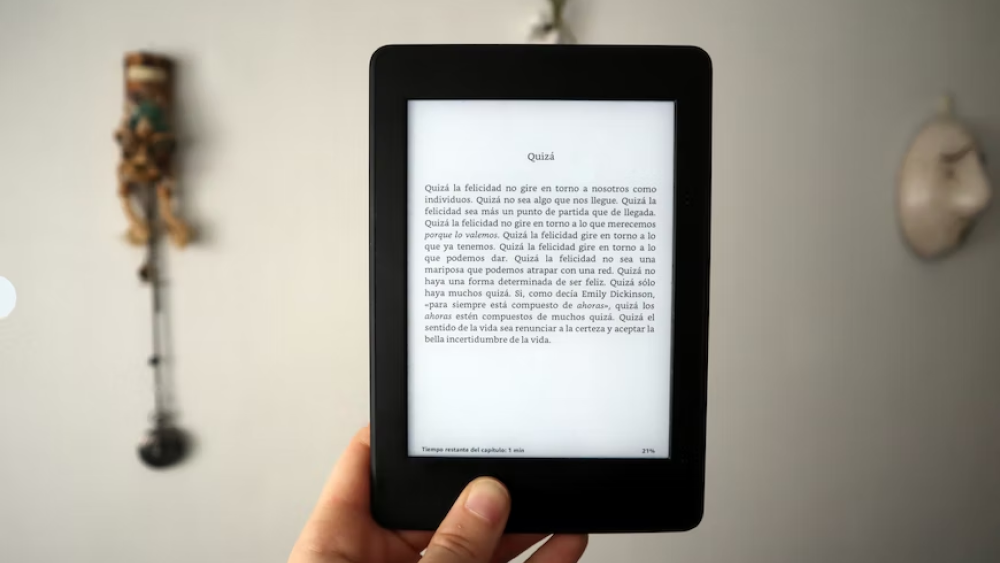 Quizá
Quizá la felicidad no gire en torno a nosotros como
individuos. Quizá no sea algo que nos llegue. Quizá la
felicidad sea más un punto de partida que de llegada.
Quizá la felicidad no gire en torno a lo que merecemos
porque lo valemos. Quizá la felicidad gire en torno a lo
que ya tenemos. Quizá la felicidad gire en torno a lo
que podemos dar. Quizá la felicidad no sea una
mariposa que podemos atrapar con una red. Quizá no
haya una forma determinada de ser feliz. Quizá sólo
haya muchos quizá. Si, como decía Emily Dickinson,
«para siempre está compuesto de ahoras», quizá los
ahoras estén compuestos de muchos quizá. Quizá el
sentido de la vida sea renunciar a la certeza y aceptar la
bella incertidumbre de la vida.
Tiempo restante del capítulo: 1 min 21%